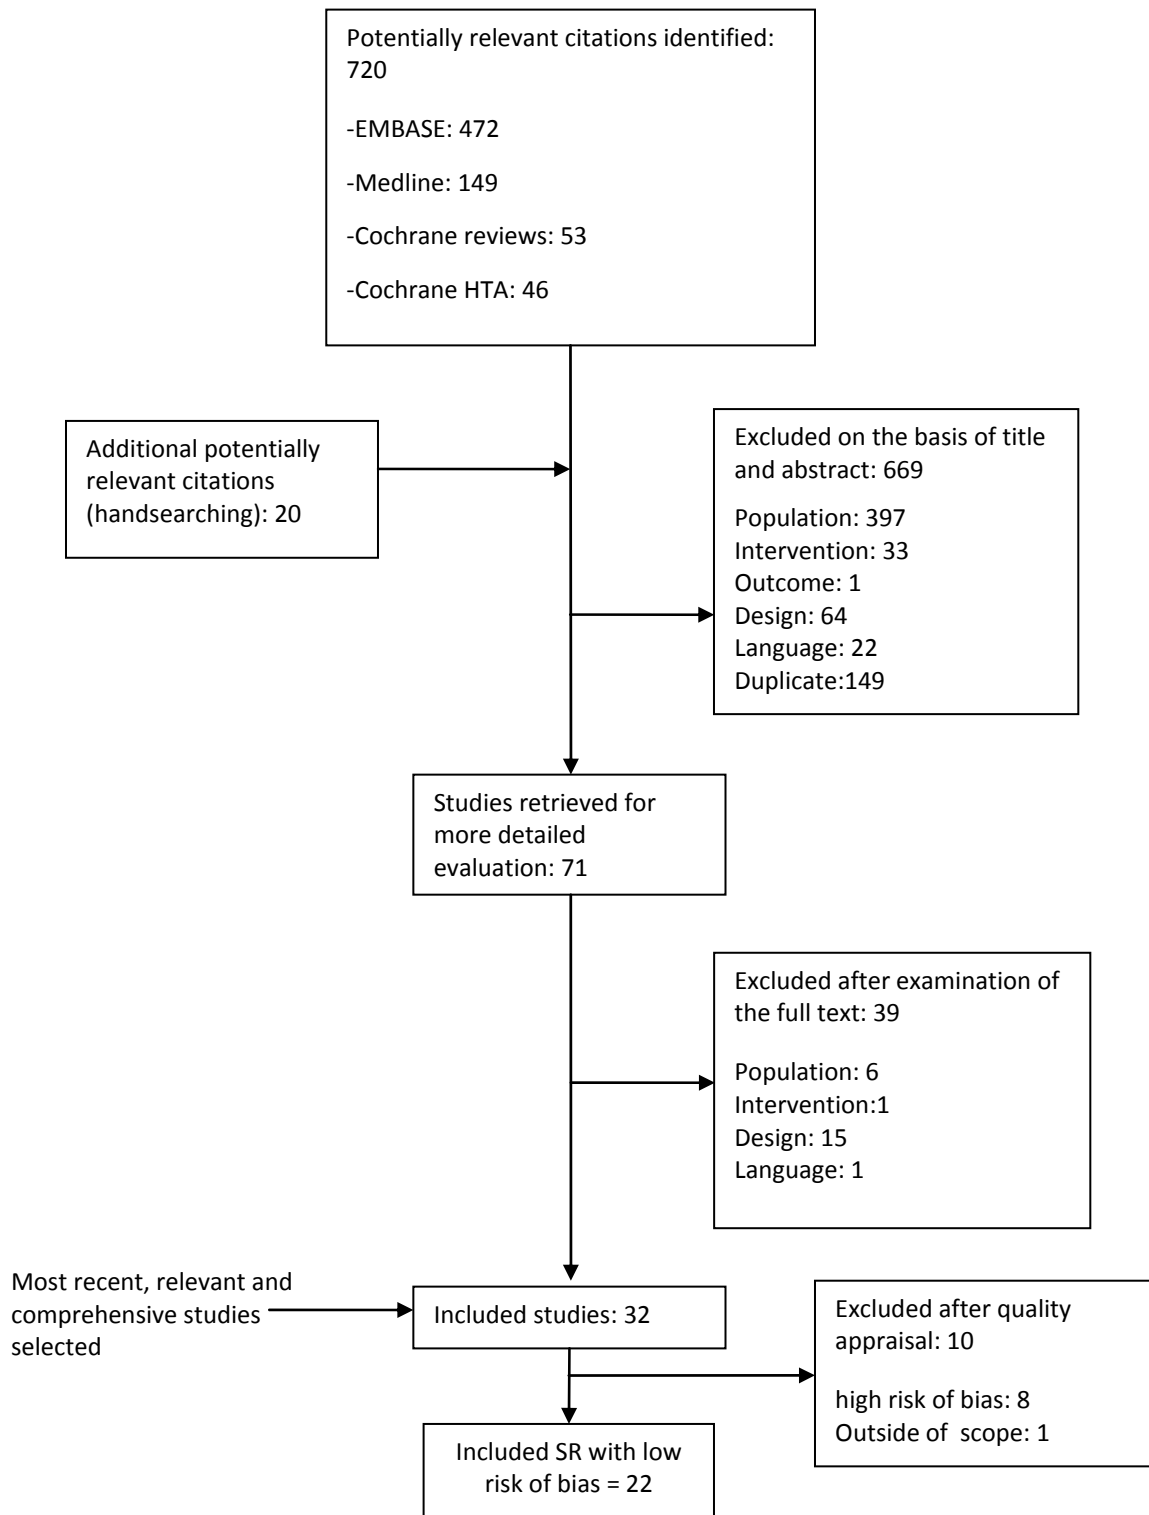 Potentially relevant citations identified:
720
-EMBASE: 472
-Medline: 149
-Cochrane reviews: 53
-Cochrane HTA: 46
Additional potentially
relevant citations
(handsearching): 20
Excluded on the basis of title
and abstract: 669
Population: 397
Intervention: 33
Outcome: 1
Design: 64
Language: 22
Duplicate:149
Studies retrieved for
more detailed
evaluation: 71
Excluded after examination of
the full text: 39
Population: 6
Intervention:1
Design: 15
Language: 1
Most recent, relevant and
comprehensive studies
selected
Included studies: 32
Excluded after quality
appraisal: 10
high risk of bias: 8
Outside of scope: 1
Included SR with low
risk of bias = 22